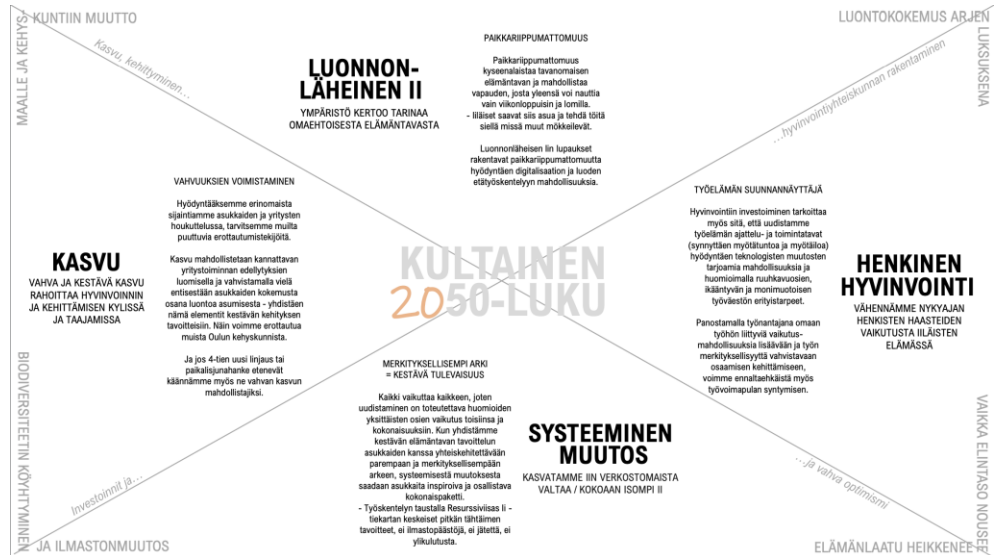 MAALLE JA KEHYS-
KUNTIIN MUUTTO
Kasvu, kehittyminen...
LUONNON-
LÄHEINEN II
YMPÄRISTÖ KERTOO TARINAA
OMAEHTOISESTA ELÄMÄNTAVASTA
PAIKKARIIPPUMATTOMUUS
Paikkariippumattomuus
kyseenalaistaa tavanomaisen
elämäntavan ja mahdollistaa
vapauden, josta yleensä voi nauttia
vain viikonloppuisin ja lomilla.
- Iiläiset saavat siis asua ja tehdä töitä
siellä missä muut mökkeilevät.
Luonnonläheisen Iin lupaukset
rakentavat paikkariippumattomuutta
hyödyntäen digitalisaation ja luoden
etätyöskentelyyn mahdollisuuksia.
LUONTOKOKEMUS ARJEN
LUKSUKSENA
...hyvinvointiyhteiskunnan rakentaminen
VAHVUUKSIEN VOIMISTAMINEN
Hyödyntääksemme erinomaista
sijaintiamme asukkaiden ja yritysten
houkuttelussa, tarvitsemme muilta
puuttuvia erottautumistekijöitä.
Kasvu mahdollistetaan kannattavan
yritystoiminnan edellytyksien
luomisella ja vahvistamalla vielä
entisestään asukkaiden kokemusta
osana luontoa asumisesta - yhdistäen
nämä elementit kestävän kehityksen
tavoitteisiin. Näin voimme erottautua
muista Oulun kehyskunnista.
Ja jos 4-tien uusi linjaus tai
paikalisjunahanke etenevät
käännämme myös ne vahvan kasvun
mahdollistajiksi.
KASVU
VAHVA JA KESTÄVÄ KASVU
RAHOITTAA HYVINVOINNIN
JA KEHITTÄMISEN KYLISSÄ
JA TAAJAMISSA
KULTAINEN
2050-LUKU
TYÖELÄMÄN SUUNNANNÄYTTÄJÄ
Hyvinvointiin investoiminen tarkoittaa
myös sitä, että uudistamme
työelämän ajattelu- ja toimintatavat
(synnyttäen myötätuntoa ja myötäiloa)
hyödyntäen teknologisten muutosten
tarjoamia mahdollisuuksia ja
huomioimalla ruuhkavuosien,
ikääntyvän ja monimuotoisen
työväestön erityistarpeet.
Panostamalla työnantajana omaan
työhön liittyviä vaikutus-
mahdollisuuksia lisäävään ja työn
merkityksellisyyttä vahvistavaan
osaamisen kehittämiseen,
voimme ennaltaehkäistä myös
työvoimapulan syntymisen.
HENKINEN
HYVINVOINTI
VÄHENNÄMME NYKYAJAN
HENKISTEN HAASTEIDEN
VAIKUTUSTA IILÄISTEN
ELÄMÄSSÄ
MERKITYKSELLISEMPI ARKI
= KESTÄVÄ TULEVAISUUS
Kaikki vaikuttaa kaikkeen, joten
uudistaminen on toteutettava huomioiden
yksittäisten osien vaikutus toisiinsa ja
kokonaisuuksiin. Kun yhdistämme
kestävän elämäntavan tavoittelun
asukkaiden kanssa yhteiskehitettävään
parempaan ja merkityksellisempään
arkeen, systeemisestä muutoksesta
saadaan asukkaita inspiroiva ja osallistava
kokonaispaketti.
- Työskentelyn taustalla Resurssiviisas Ii -
tiekartan keskeiset pitkän tähtäimen
tavoitteet, ei ilmastopäästöjä, ei jätettä, ei
ylikulutusta.
SYSTEEMINEN
MUUTOS
KASVATAMME IIN VERKOSTOMAISTA
VALTAA / KOKOAAN ISOMPI II
BIODIVERSITEETIN KÖYHTYMINEN
JA ILMASTONMUUTOS
Investoinnit ja...
...ja vahva optimismi
VAIKKA ELINTASO NOUSEE
ELÄMÄNLAATU HEIKKENEE